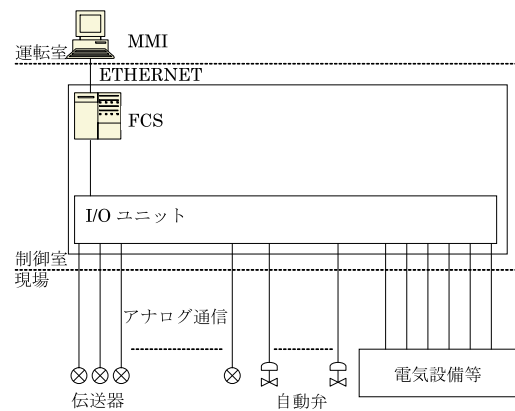 MMI
運転室
ETHERNET
FCS
I/O ユニット
制御室
現場
アナログ通信
電気設備等
伝送器
自動弁